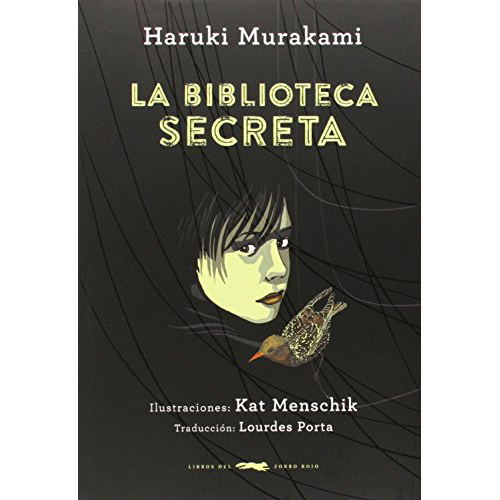 Haruki Murakami
LA BIBLIOTECA
SECRETA
Ilustraciones: Kat Menschik
Traducción: Lourdes Porta
LIBROS DEL ZORRO ROJO